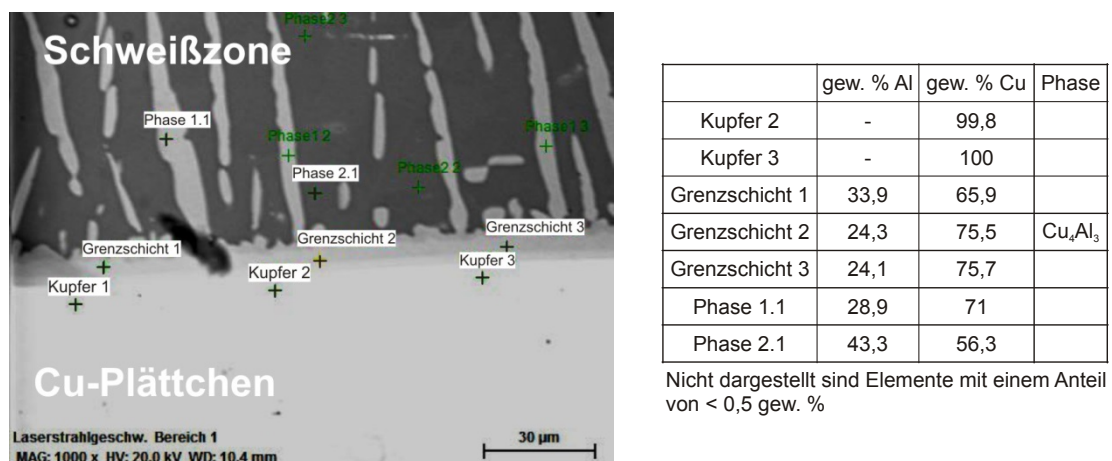 Phase2 3
Schweißzone
Phase 1.1
Phase1 2
Phase1 3
Phase 2.1
Phase2 2
Grenzschicht 3
Grenzschicht 2
Grenzschicht 1
Kupfer 3
Kupfer 2
Kupfer 1
Cu-Plättchen
Laserstrahlgeschw. Bereich 1
30 µm
MAG: 1000 x HV: 20.0 kV WD: 10.4 mm
gew. % Al gew. % Cu Phase
Kupfer 2 - 99,8
Kupfer 3 - 100
Grenzschicht 1 33,9 65,9
Grenzschicht 2 24,3 75,5 Cu₄Al₃
Grenzschicht 3 24,1 75,7
Phase 1.1 28,9 71
Phase 2.1 43,3 56,3
Nicht dargestellt sind Elemente mit einem Anteil
von < 0,5 gew. %